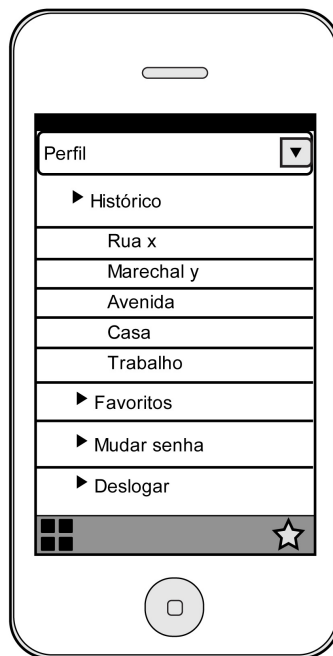 Perfil
Histórico
Rua x
Marechal y
Avenida
Casa
Trabalho
Favoritos
Mudar senha
Deslogar